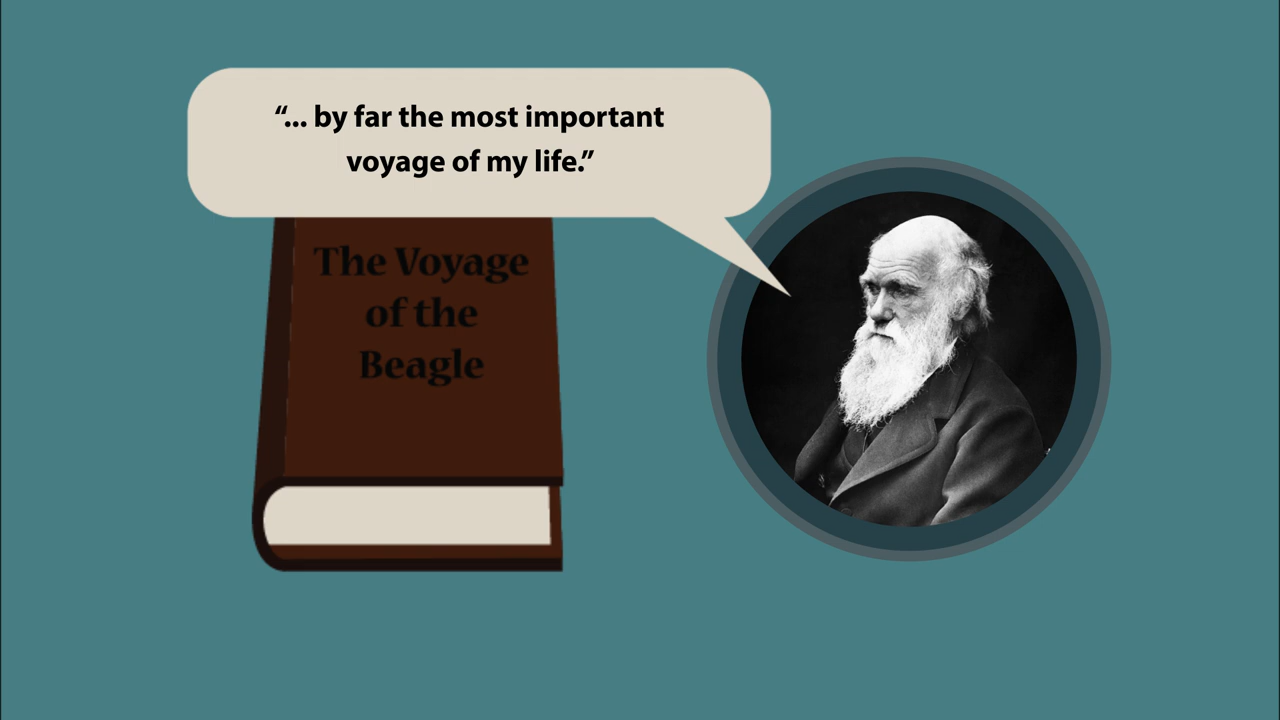 “... by far the most important
voyage of my life.”
The Voyage
of the
Beagle